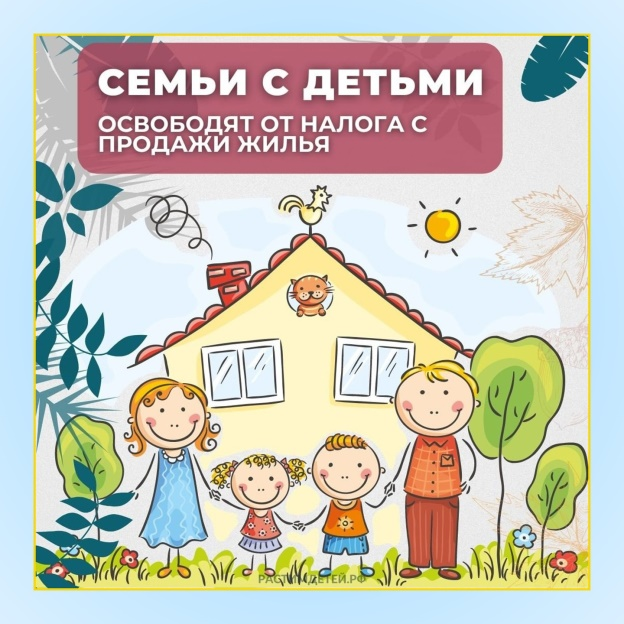 СЕМЬИ С ДЕТЬМИ
ОСВОБОДЯТ ОТ НАЛОГА С
ПРОДАЖИ ЖИЛЬЯ
РАСТИМДЕТЕЙ.РФ